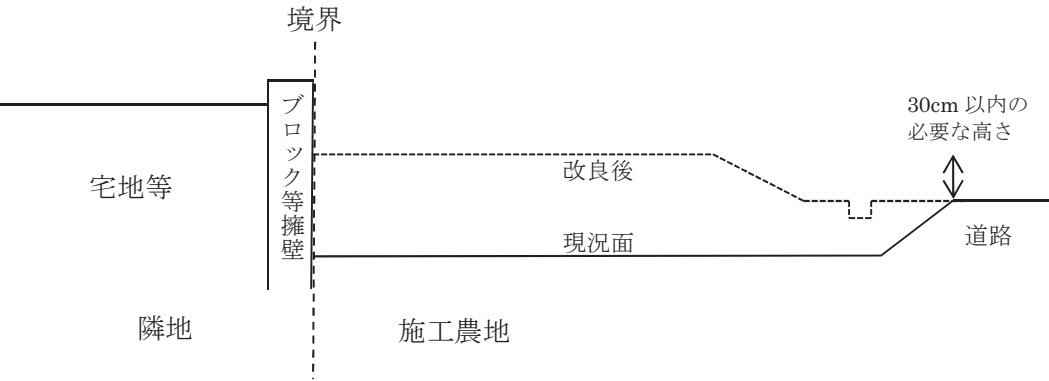 境界
ブロック等擁壁
30cm 以内の
必要な高さ
宅地等
改良後
現況面
道路
隣地
施工農地